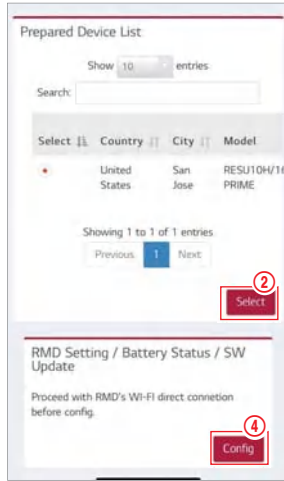 Prepared Device List
Show 10 entries
Search:
Select Country City Model
United States San Jose RESU10H/16 PRIME
Showing 1 to 1 of 1 entries
Previous 1 Next
②
Select
RMD Setting / Battery Status / SW
Update
Proceed with RMD's WI-FI direct connetion
before config.
④
Config